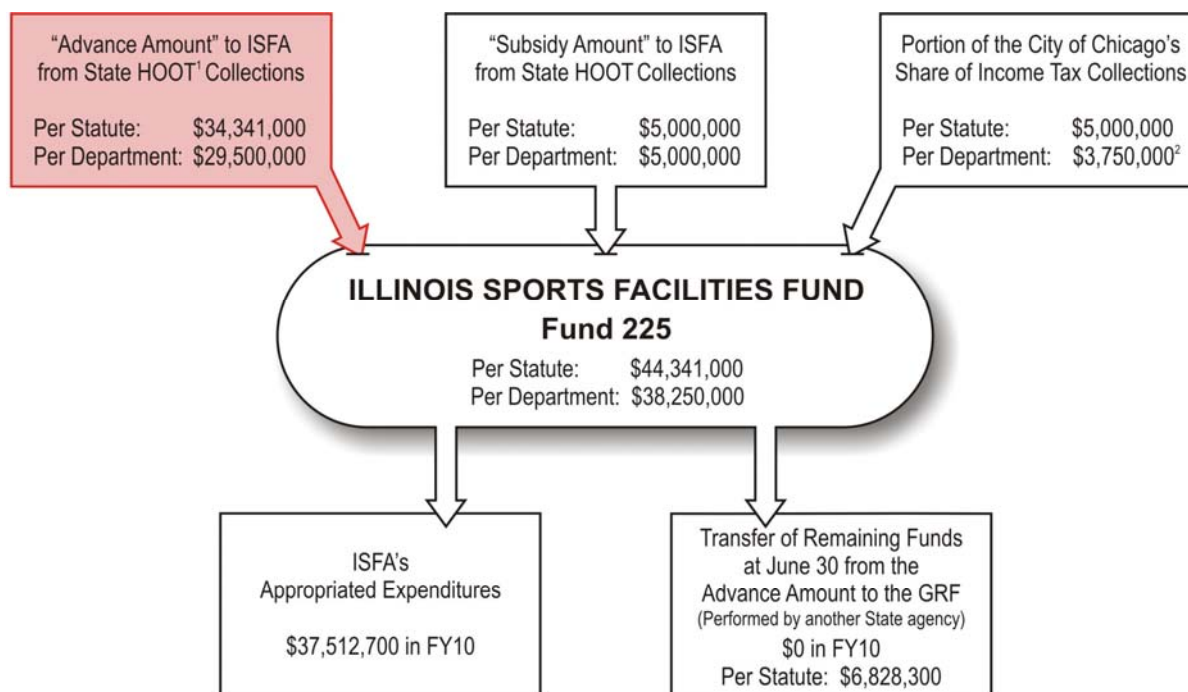 “Advance Amount” to ISFA
from State HOOT¹ Collections
Per Statute: $34,341,000
Per Department: $29,500,000
“Subsidy Amount” to ISFA
from State HOOT Collections
Per Statute: $5,000,000
Per Department: $5,000,000
Portion of the City of Chicago’s
Share of Income Tax Collections
Per Statute: $5,000,000
Per Department: $3,750,000²
ILLINOIS SPORTS FACILITIES FUND
Fund 225
Per Statute: $44,341,000
Per Department: $38,250,000
ISFA’s
Appropriated Expenditures
$37,512,700 in FY10
Transfer of Remaining Funds
at June 30 from the
Advance Amount to the GRF
(Performed by another State agency)
$0 in FY10
Per Statute: $6,828,300